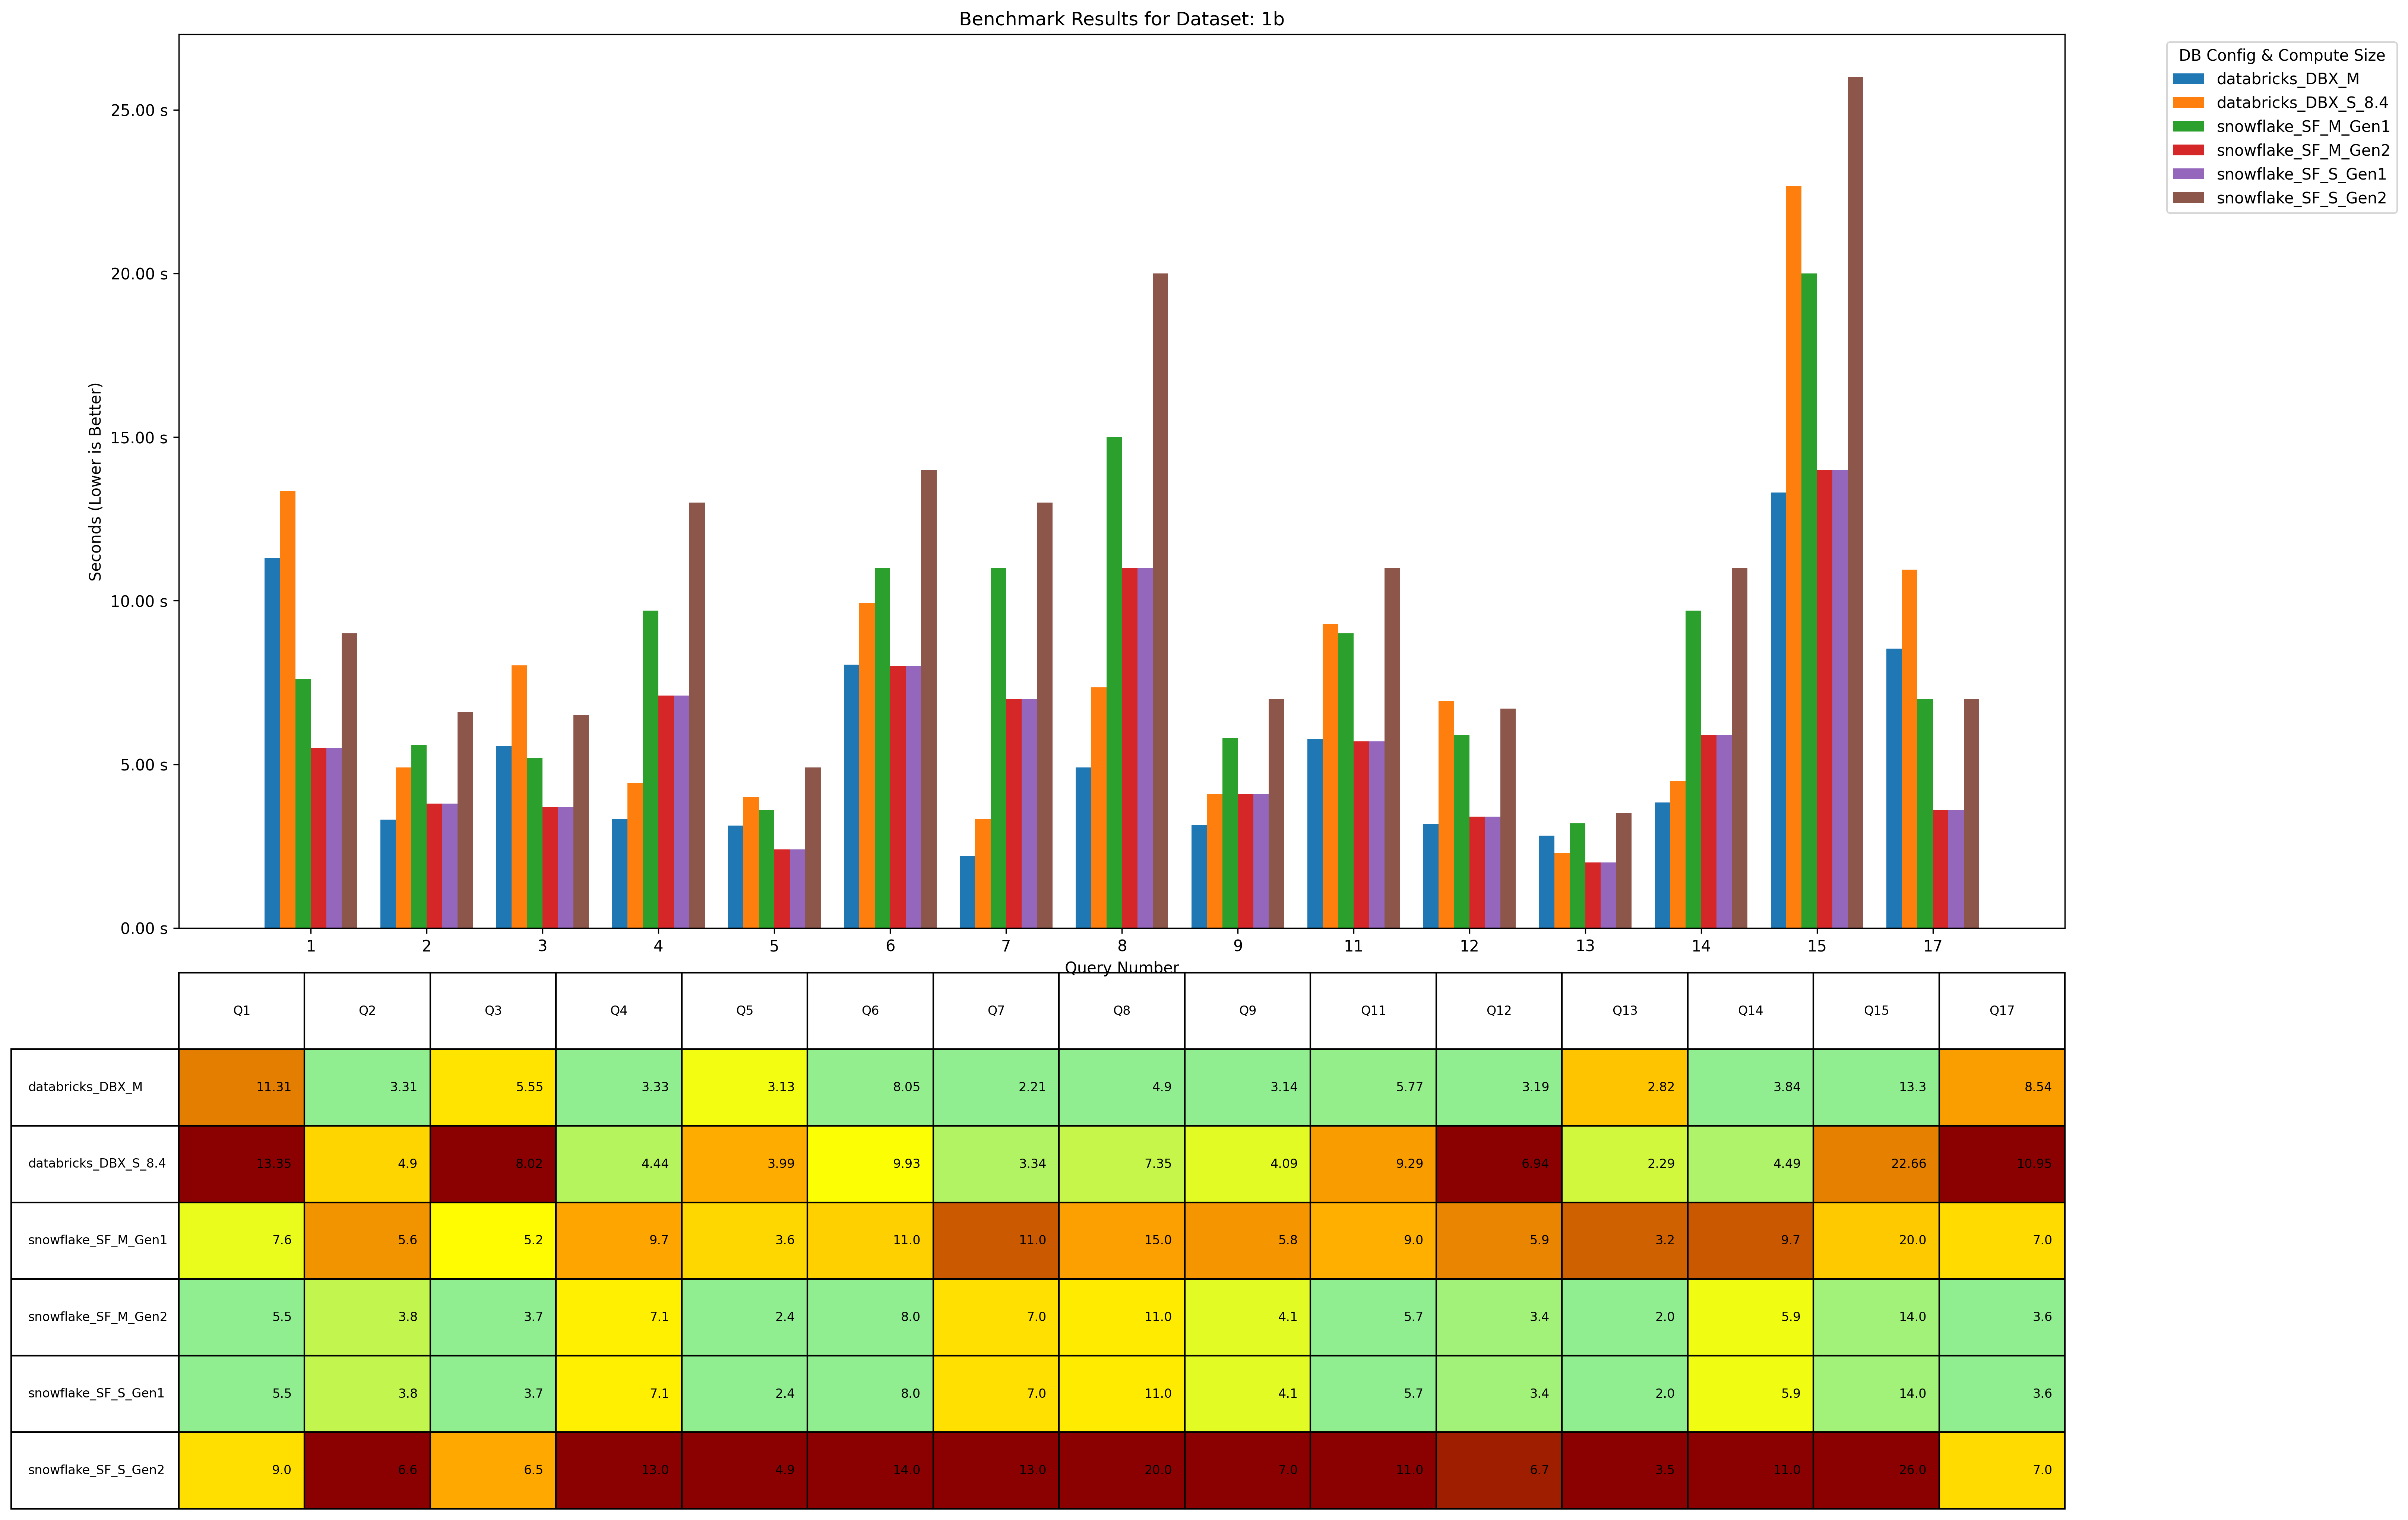 Benchmark Results for Dataset: 1b
DB Config & Compute Size
databricks_DBX_M
databricks_DBX_S_8.4
snowflake_SF_M_Gen1
snowflake_SF_M_Gen2
snowflake_SF_S_Gen1
snowflake_SF_S_Gen2
Seconds (Lower is Better)
25.00 s
20.00 s
15.00 s
10.00 s
5.00 s
0.00 s
1 2 3 4 5 6 7 8 9 11 12 13 14 15 17
Query Number
Q1 Q2 Q3 Q4 Q5 Q6 Q7 Q8 Q9 Q11 Q12 Q13 Q14 Q15 Q17
databricks_DBX_M 11.31 3.31 5.55 3.33 3.13 8.05 2.21 4.9 3.14 5.77 3.19 2.82 3.84 13.3 8.54
databricks_DBX_S_8.4 13.35 4.9 8.02 4.44 3.99 9.93 3.34 7.35 4.09 9.29 6.94 2.29 4.49 22.66 10.95
snowflake_SF_M_Gen1 7.6 5.6 5.2 9.7 3.6 11.0 11.0 15.0 5.8 9.0 5.9 3.2 9.7 20.0 7.0
snowflake_SF_M_Gen2 5.5 3.8 3.7 7.1 2.4 8.0 7.0 11.0 4.1 5.7 3.4 2.0 5.9 14.0 3.6
snowflake_SF_S_Gen1 5.5 3.8 3.7 7.1 2.4 8.0 7.0 11.0 4.1 5.7 3.4 2.0 5.9 14.0 3.6
snowflake_SF_S_Gen2 9.0 6.6 6.5 13.0 4.9 14.0 13.0 20.0 7.0 11.0 6.7 3.5 11.0 26.0 7.0